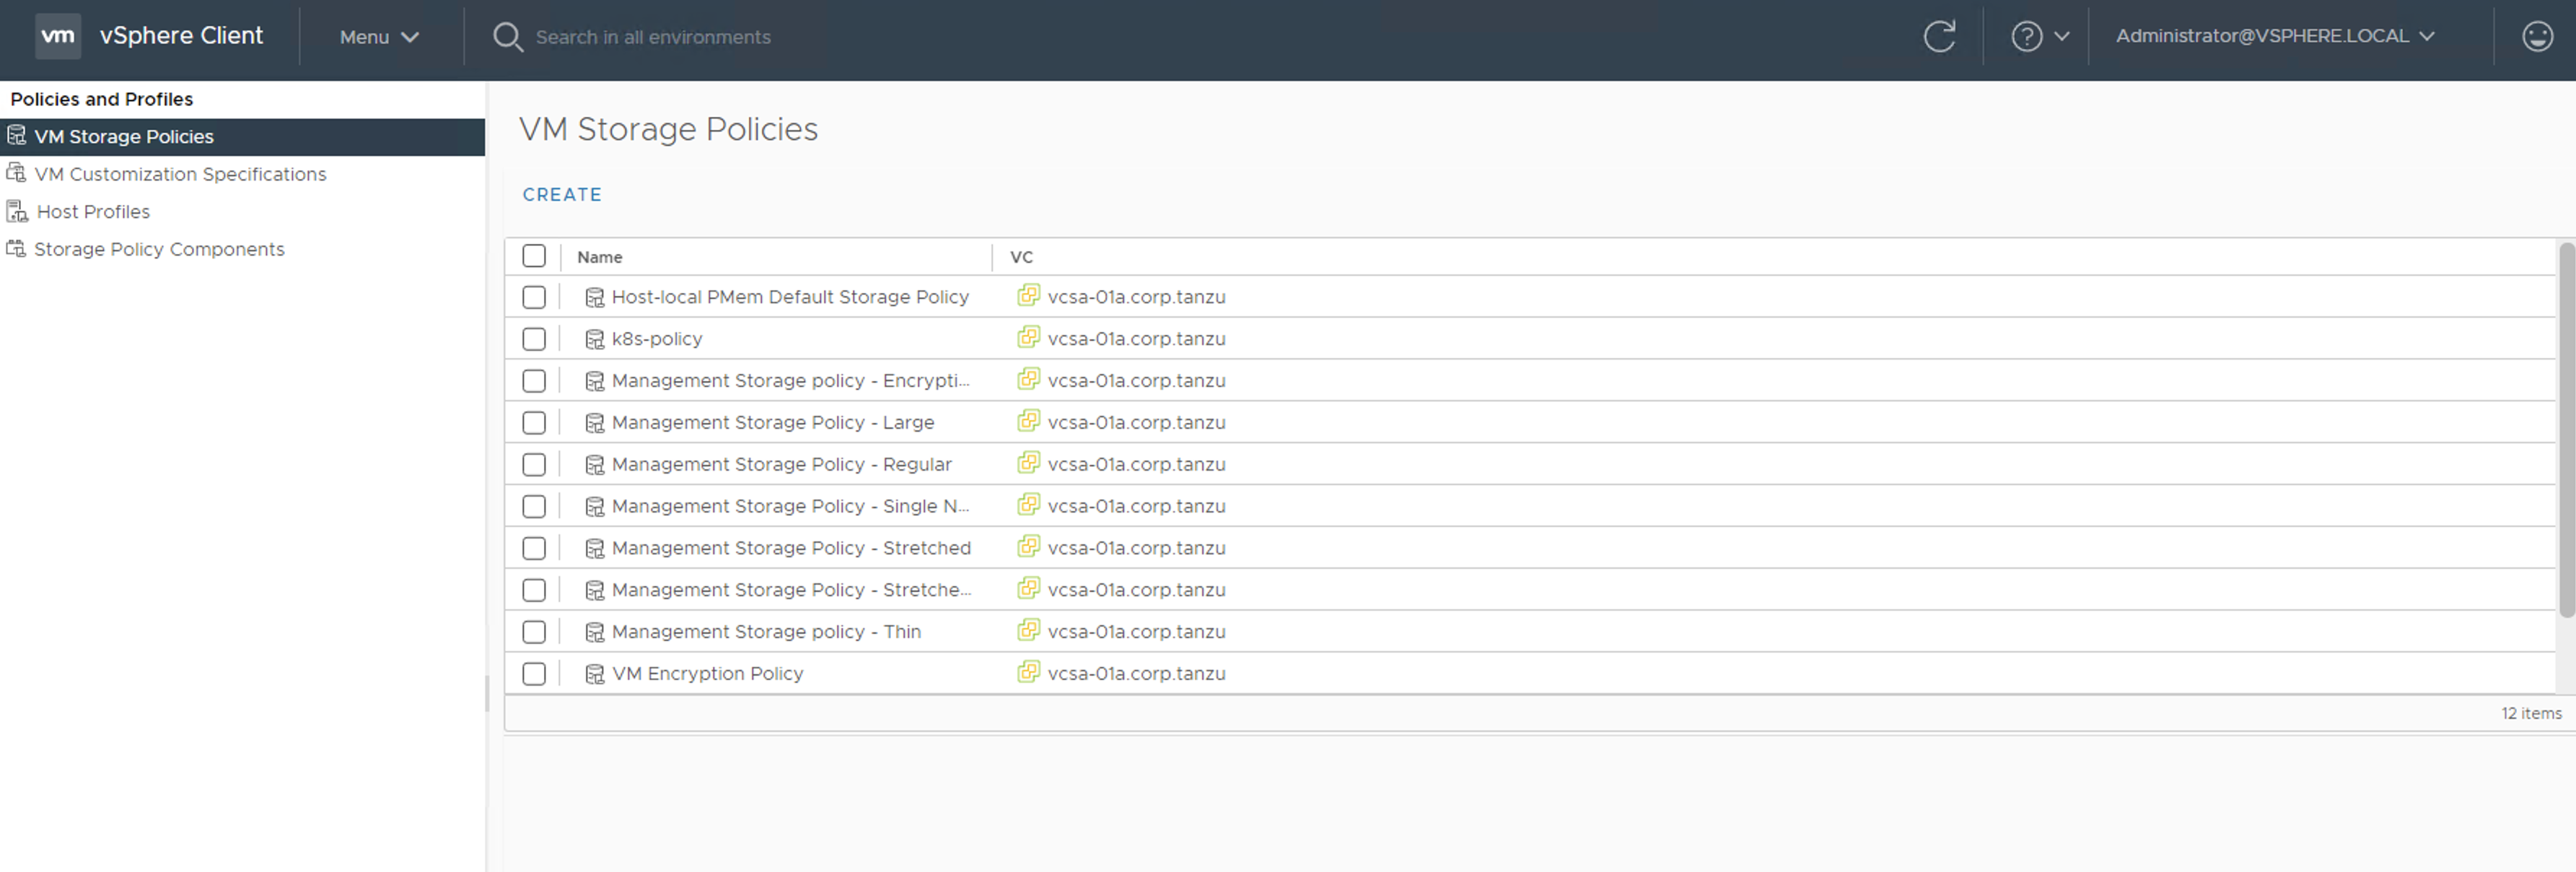 vm vSphere Client Menu Search in all environments Administrator@VSPHERE.LOCAL
Policies and Profiles
VM Storage Policies
VM Customization Specifications
Host Profiles
Storage Policy Components
VM Storage Policies
CREATE
Name VC
Host-local PMem Default Storage Policy vcsa-01a.corp.tanzu
k8s-policy vcsa-01a.corp.tanzu
Management Storage policy - Encrypti... vcsa-01a.corp.tanzu
Management Storage Policy - Large vcsa-01a.corp.tanzu
Management Storage Policy - Regular vcsa-01a.corp.tanzu
Management Storage Policy - Single N... vcsa-01a.corp.tanzu
Management Storage Policy - Stretched vcsa-01a.corp.tanzu
Management Storage Policy - Stretche... vcsa-01a.corp.tanzu
Management Storage policy - Thin vcsa-01a.corp.tanzu
VM Encryption Policy vcsa-01a.corp.tanzu
12 items